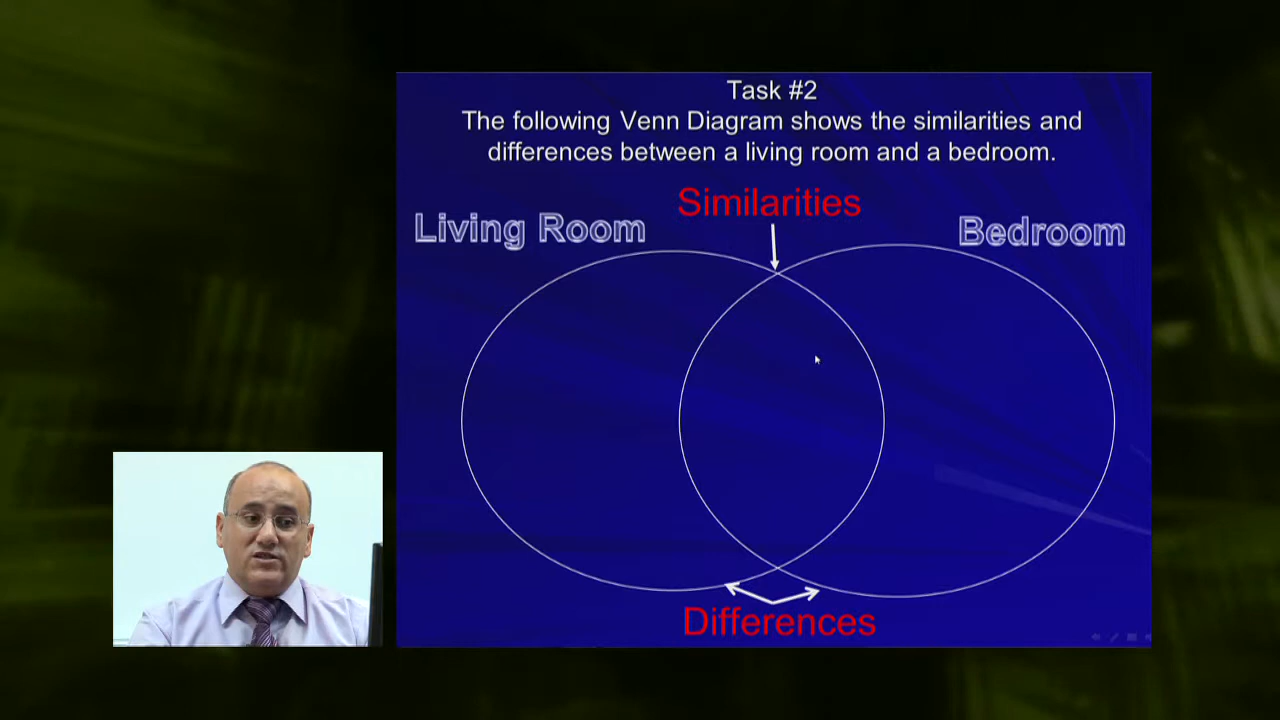 Task #2
The following Venn Diagram shows the similarities and
differences between a living room and a bedroom.
Similarities
Living Room
Bedroom
Differences